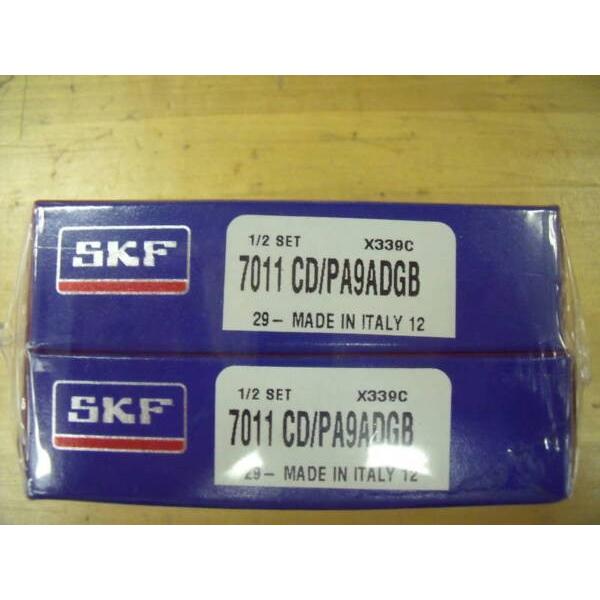 SKF
1/2 SET X339C
7011 CD/PA9ADGB
29- MADE IN ITALY 12
SKF
1/2 SET X339C
7011 CD/PA9ADGB
29- MADE IN ITALY 12